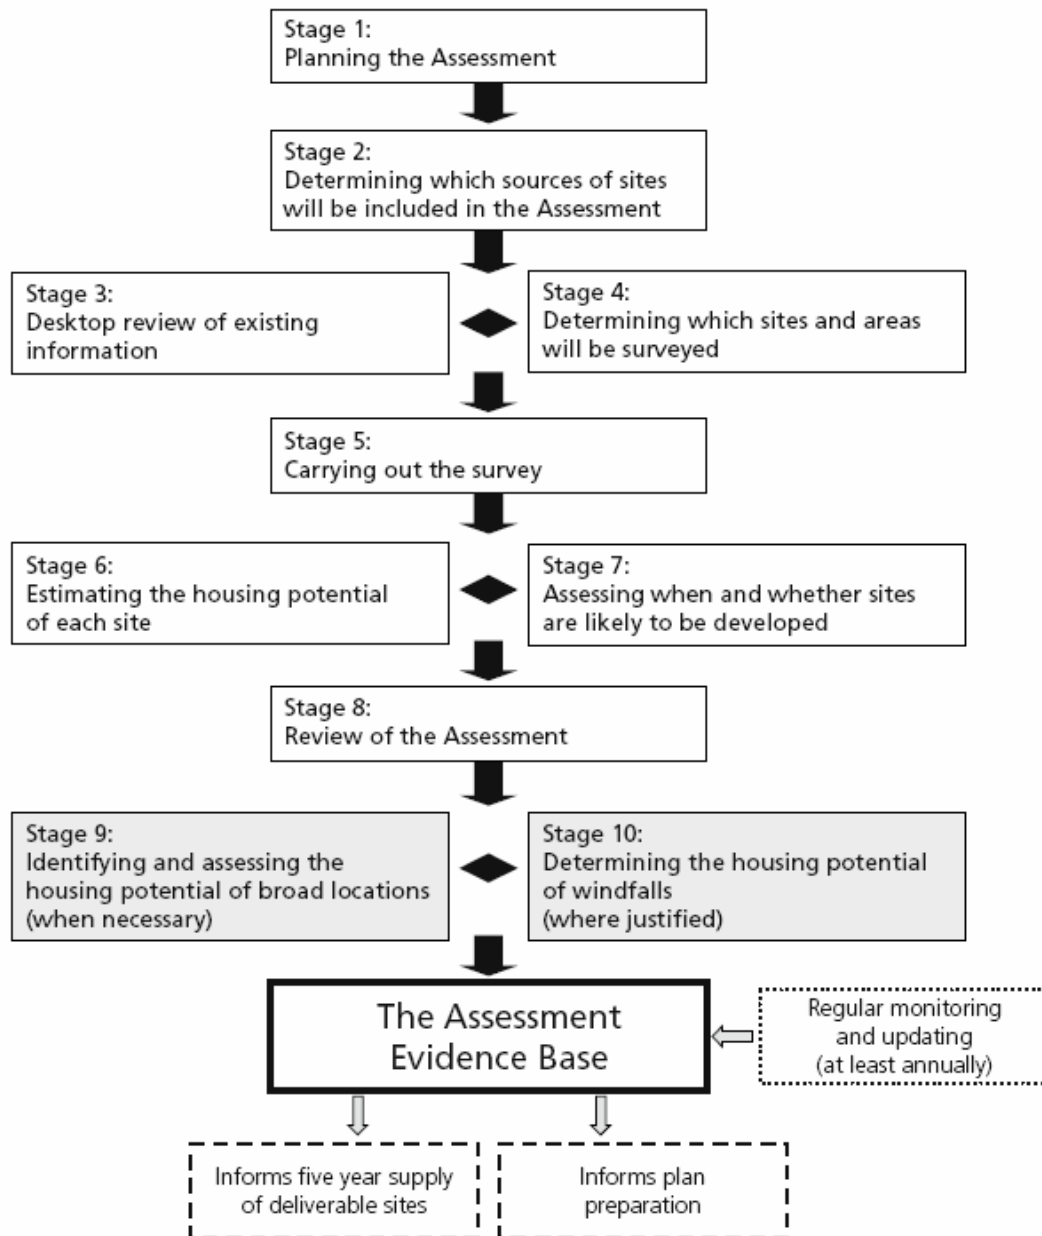 Stage 1:
Planning the Assessment
Stage 2:
Determining which sources of sites
will be included in the Assessment
Stage 3:
Desktop review of existing
information
Stage 4:
Determining which sites and areas
will be surveyed
Stage 5:
Carrying out the survey
Stage 6:
Estimating the housing potential
of each site
Stage 7:
Assessing when and whether sites
are likely to be developed
Stage 8:
Review of the Assessment
Stage 9:
Identifying and assessing the
housing potential of broad locations
(when necessary)
Stage 10:
Determining the housing potential
of windfalls
(where justified)
The Assessment
Evidence Base
Regular monitoring
and updating
(at least annually)
Informs five year supply
of deliverable sites
Informs plan
preparation